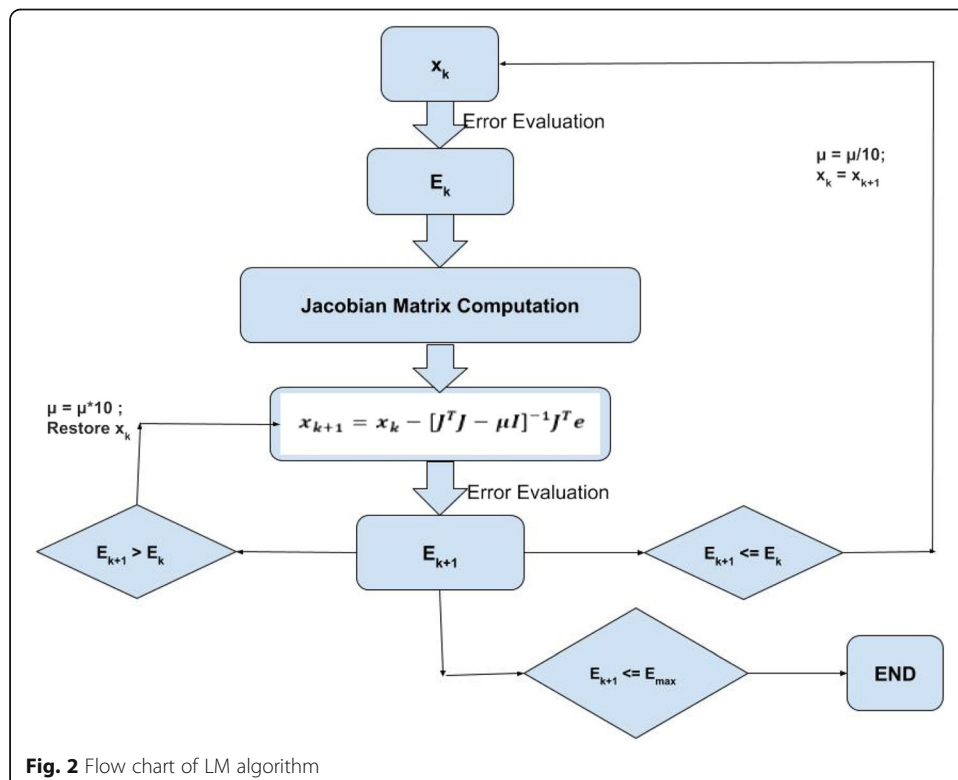 x_k
Error Evaluation
μ = μ/10;
x_k = x_{k+1}
E_k
Jacobian Matrix Computation
μ = μ*10 ;
Restore x_k
x_{k+1} = x_k − [J^T J − μI]^{−1} J^T e
Error Evaluation
E_{k+1} > E_k
E_{k+1}
E_{k+1} <= E_k
E_{k+1} <= E_{max}
END
Fig. 2 Flow chart of LM algorithm